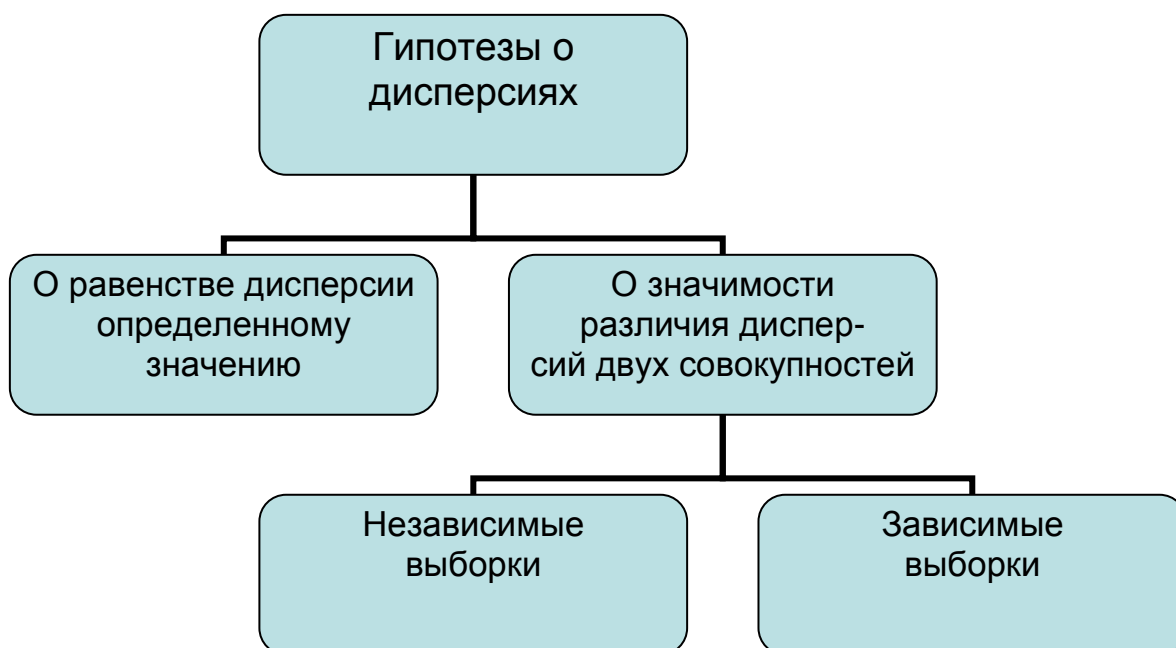 Гипотезы о
дисперсиях
О равенстве дисперсии
определенному
значению
О значимости
различия диспер-
сий двух совокупностей
Независимые
выборки
Зависимые
выборки